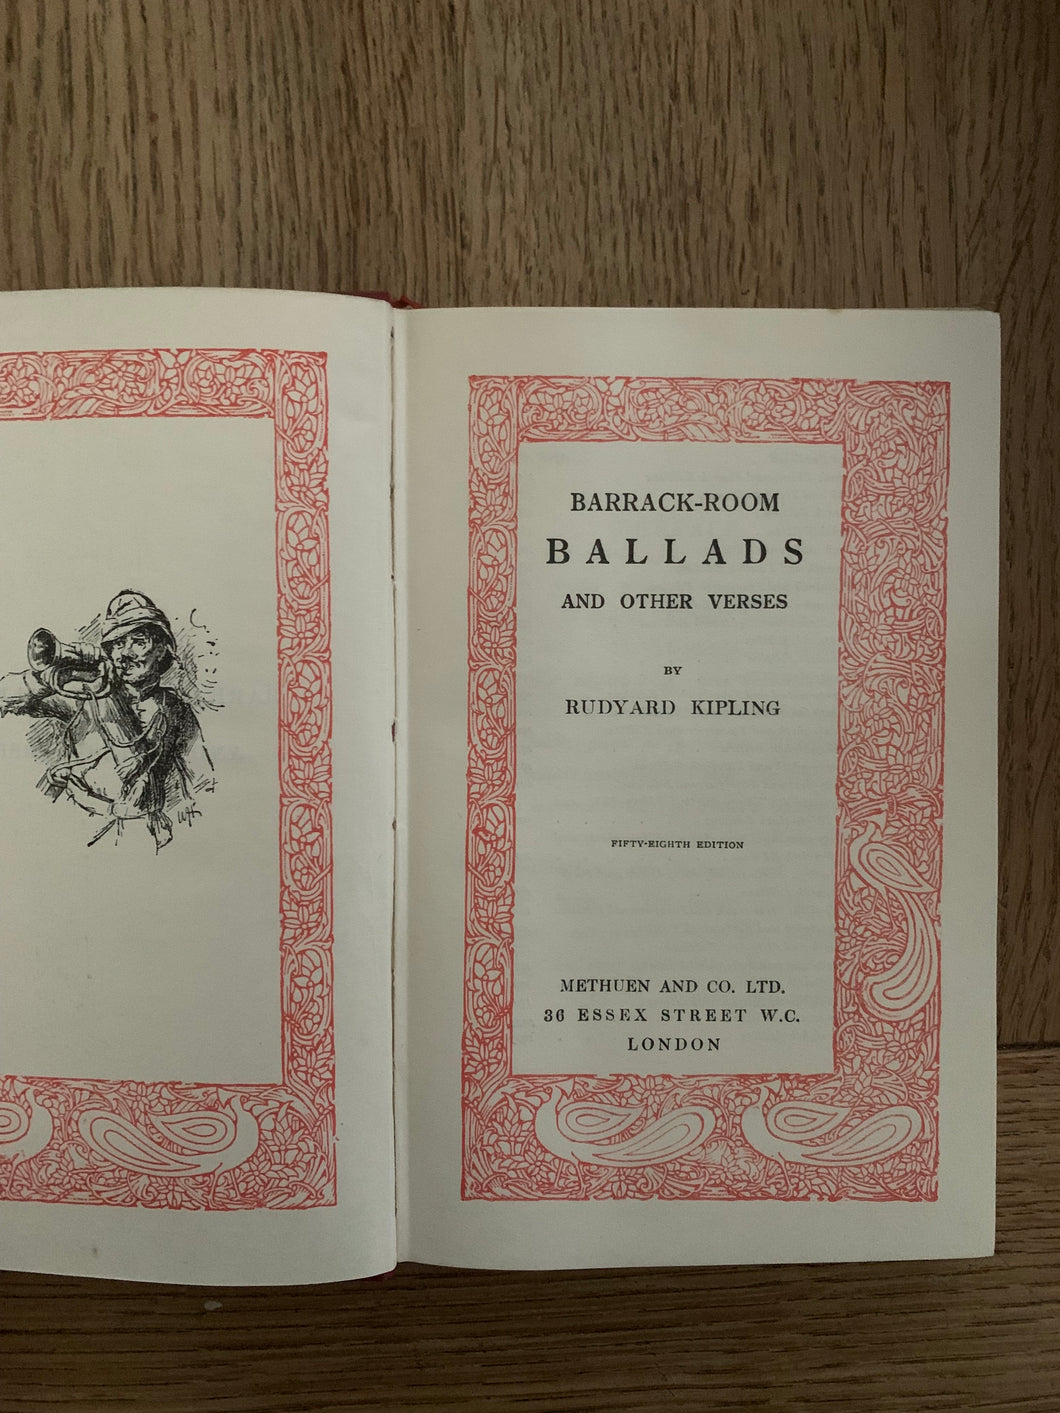 BARRACK-ROOM
BALLADS
AND OTHER VERSES
BY
RUDYARD KIPLING
FIFTY-EIGHTH EDITION
METHUEN AND CO. LTD.
36 ESSEX STREET W.C.
LONDON